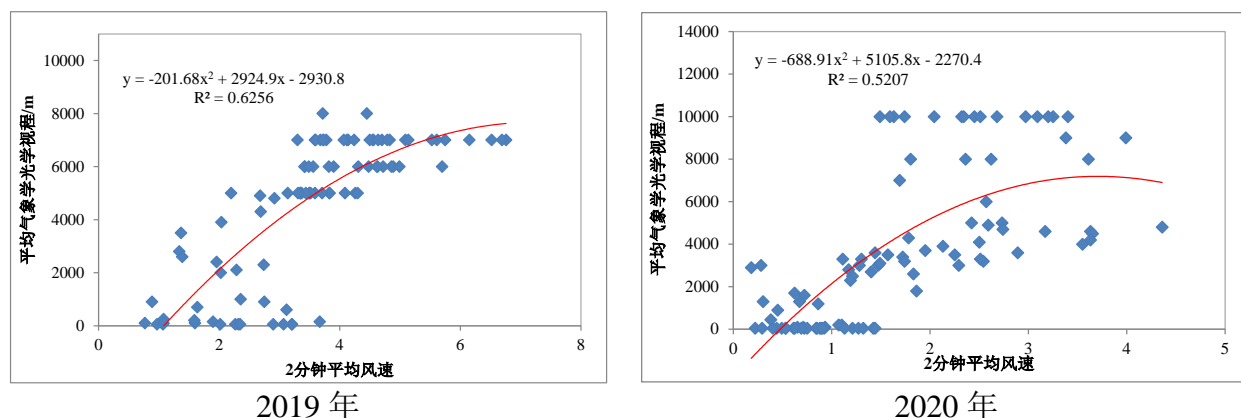 10000
8000
6000
4000
2000
0
0
2
4
6
8
y = -201.68x² + 2924.9x - 2930.8
R² = 0.6256
平均气象学光学视程/m
2分钟平均风速
2019 年
14000
12000
10000
8000
6000
4000
2000
0
0
1
2
3
4
5
y = -688.91x² + 5105.8x - 2270.4
R² = 0.5207
平均气象学光学视程/m
2分钟平均风速
2020 年